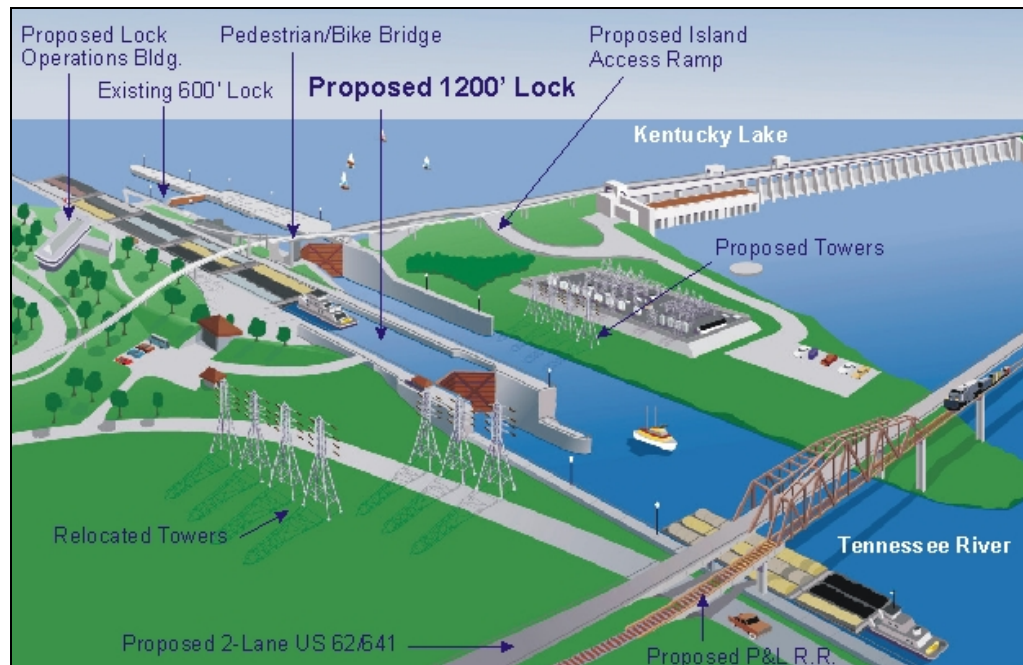 Proposed Lock
Operations Bldg.
Pedestrian/Bike Bridge
Proposed Island
Access Ramp
Existing 600' Lock
Proposed 1200' Lock
Kentucky Lake
Proposed Towers
Relocated Towers
Tennessee River
Proposed 2-Lane US 62/641
Proposed P&L R.R.